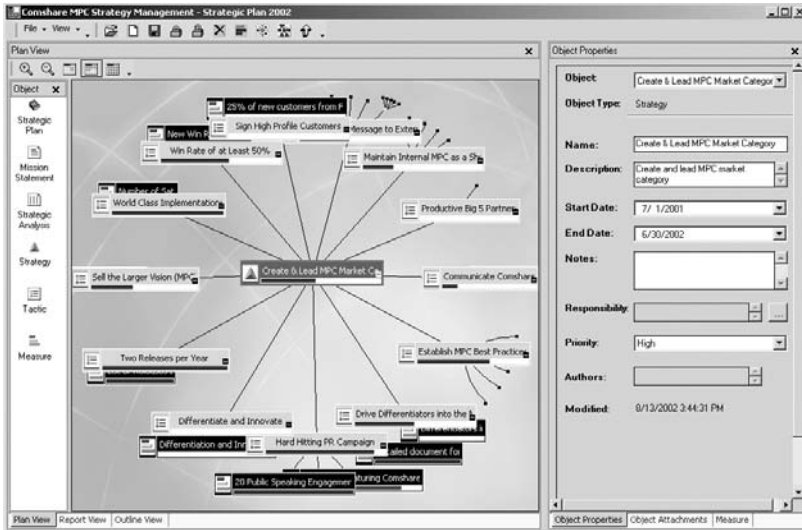 Comshare MPC Strategy Management - Strategic Plan 2002
File View
Plan View
Object
Strategic
Plan
Mission
Statement
Strategic
Analysis
Strategy
Tactic
Measure
25% of new customers from F
Sign High Profile Customers
Message to Exter
New Win R
Win Rate of at Least 50%
Maintain Internal MPC as a Sh
Number of Sat
World Class Implementation
Productive Big 5 Partner
Create & Lead MPC Market C
Sell the Larger Vision (MPC
Communicate Comshare
Two Releases per Year
Establish MPC Best Practice
Differentiate and Innovate
Drive Differentiators into the
Differentiation and Inn
Hard Hitting PR Campaign
ailed document for
20 Public Speaking Engagemer
aturing Comshare
Plan View Report View Outline View
Object Properties
Object: Create & Lead MPC Market Categor
Object Type: Strategy
Name: Create & Lead MPC Market Category
Description: Create and lead MPC market
category
Start Date: 7/ 1/2001
End Date: 6/30/2002
Notes:
Responsibility:
...
Priority: High
Authors:
Modified: 8/13/2002 3:44:31 PM
Object Properties Object Attachments Measure